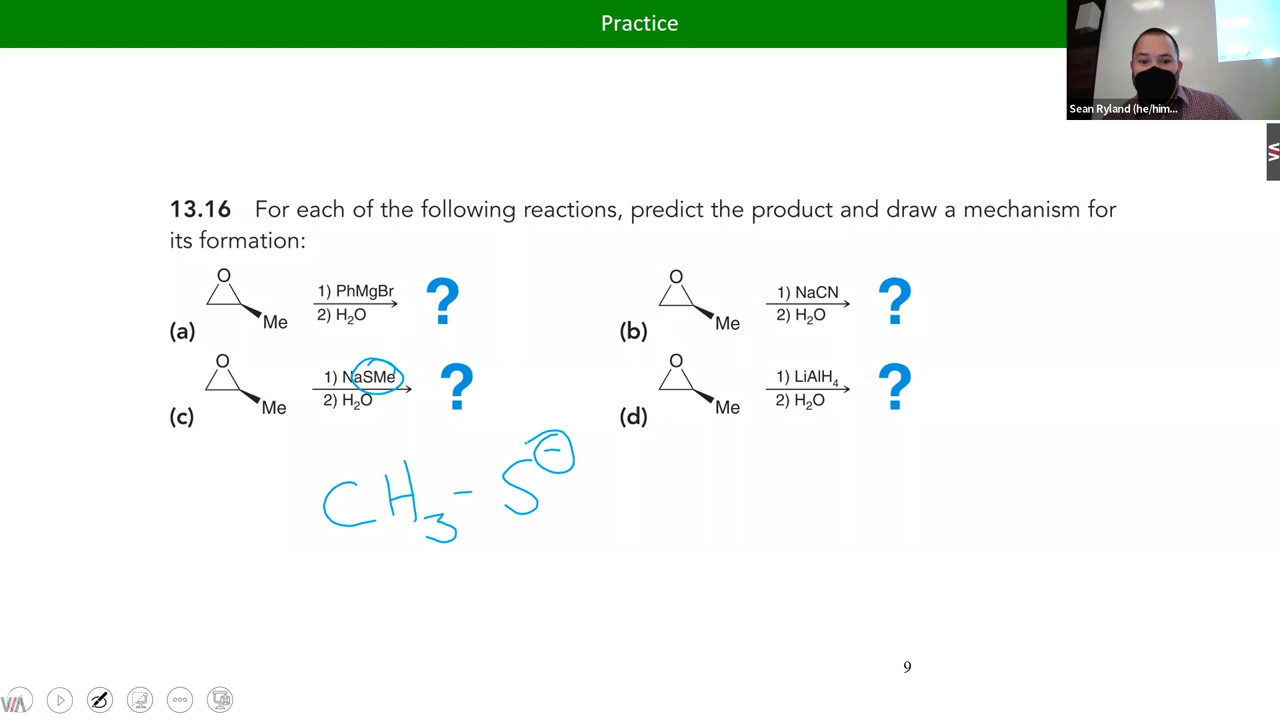 Practice
Sean Ryland (he/him...
13.16 For each of the following reactions, predict the product and draw a mechanism for
its formation:
(a) O Me 1) PhMgBr 2) H₂O ?
(b) O Me 1) NaCN 2) H₂O ?
(c) O Me 1) NaSMe 2) H₂O ?
(d) O Me 1) LiAlH₄ 2) H₂O ?
CH₃-S⊖
9